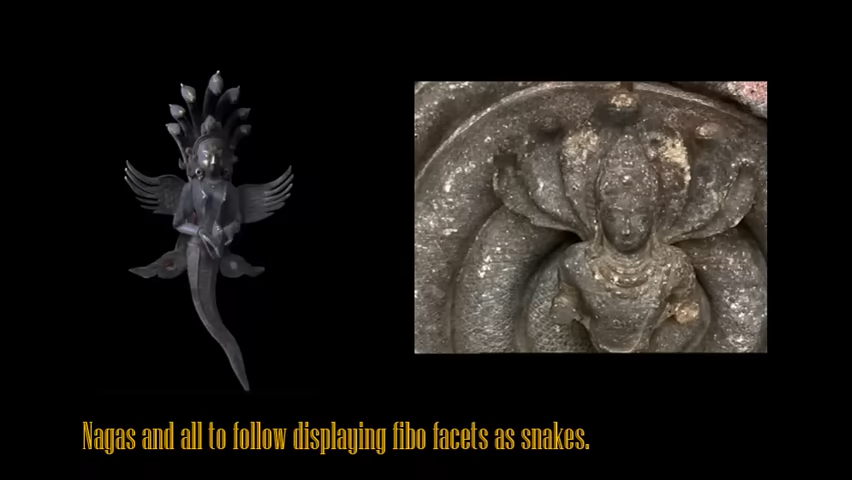 Nagas and all to follow displaying fibo facets as snakes.